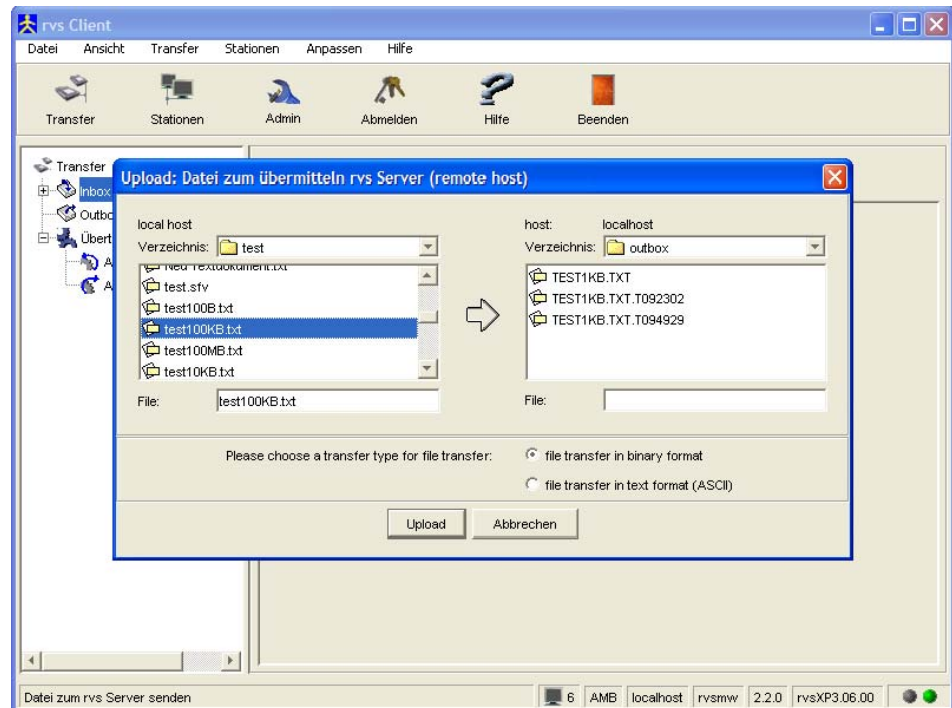 rvs Client
Datei Ansicht Transfer Stationen Anpassen Hilfe
Transfer Stationen Admin Abmelden Hilfe Beenden
Transfer
Inbox
Upload: Datei zum übermitteln rvs Server (remote host)
local host
host: localhost
Verzeichnis: test
Verzeichnis: outbox
Neu Textdokument.txt
test.sfv
test100B.txt
test100KB.txt
test100MB.txt
test10KB.txt
TEST1KB.TXT
TEST1KB.TXT.T092302
TEST1KB.TXT.T094929
File: test100KB.txt
File:
Please choose a transfer type for file transfer:
file transfer in binary format
file transfer in text format (ASCII)
Upload Abbrechen
Datei zum rvs Server senden
6 AMB localhost rvsmw 2.2.0 rvsXP3.06.00